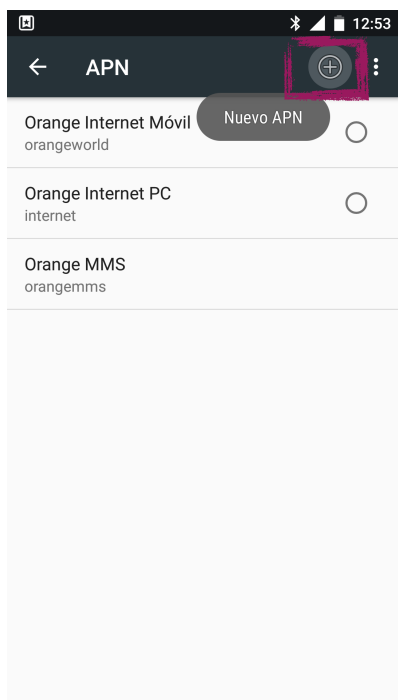 12:53
APN
Nuevo APN
Orange Internet Móvil
orangeworld
Orange Internet PC
internet
Orange MMS
orangemms